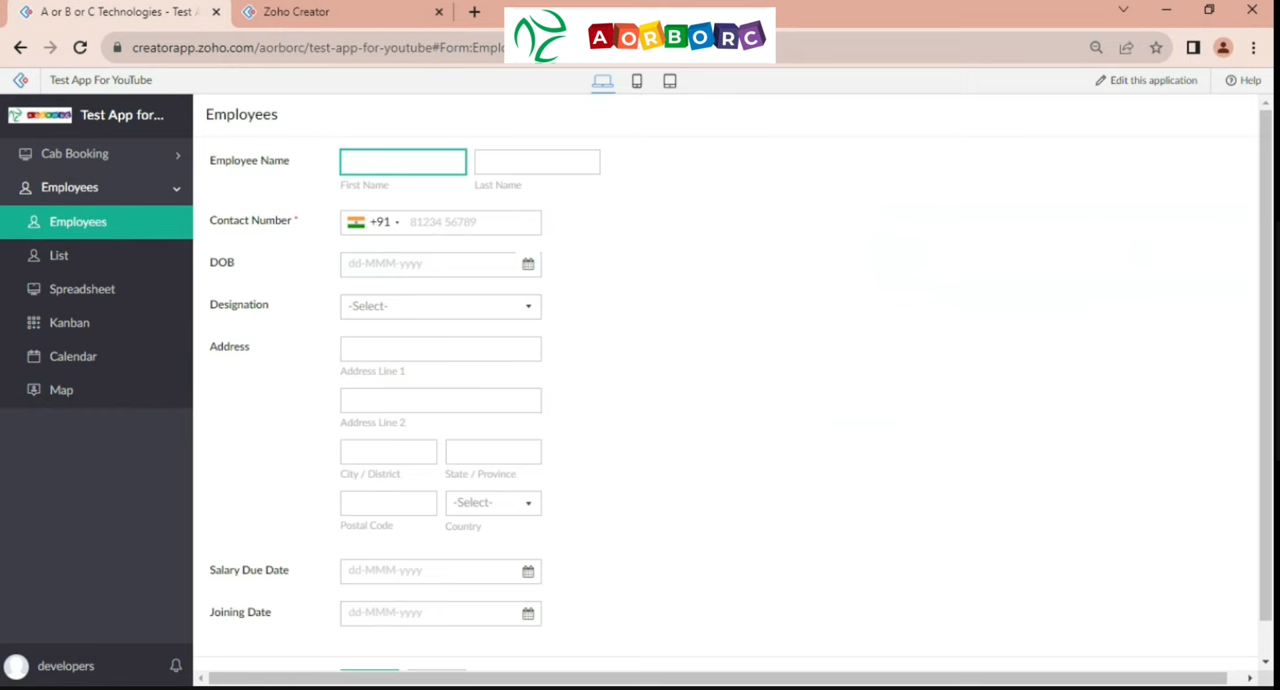 A or B or C Technologies - Test A
Zoho Creator
AORBORC
creatorapp.zoho.com/aorborc/test-app-for-youtube#Form:Emplo
Test App For YouTube
Edit this application
Help
Test App for...
Employees
Cab Booking
Employees
Employees
List
Spreadsheet
Kanban
Calendar
Map
developers
Employee Name
First Name
Last Name
Contact Number *
+91
81234 56789
DOB
dd-MMM-yyyy
Designation
-Select-
Address
Address Line 1
Address Line 2
City / District
State / Province
-Select-
Postal Code
Country
Salary Due Date
dd-MMM-yyyy
Joining Date
dd-MMM-yyyy